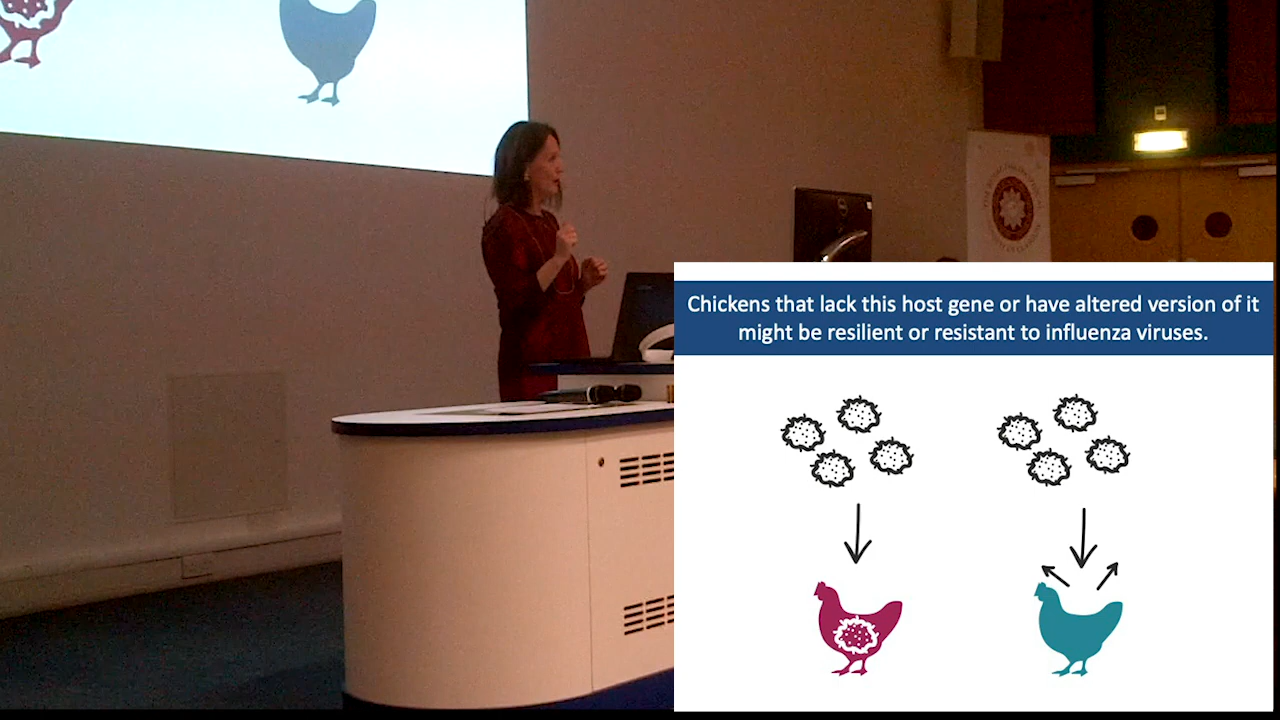 Chickens that lack this host gene or have altered version of it
might be resilient or resistant to influenza viruses.